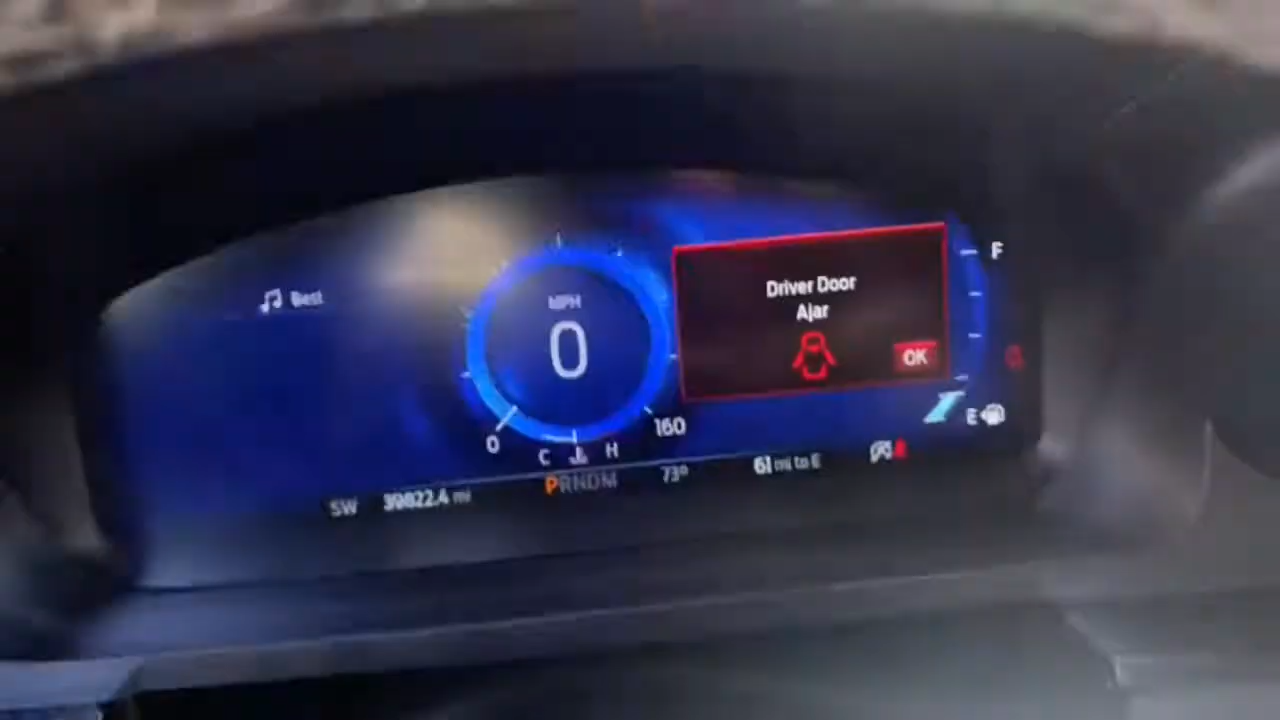 Best
MPH
0
Driver Door
Ajar
OK
F
0
160
C
H
E
SW
39822.4 mi
PRNDM
73°
61 mi to E